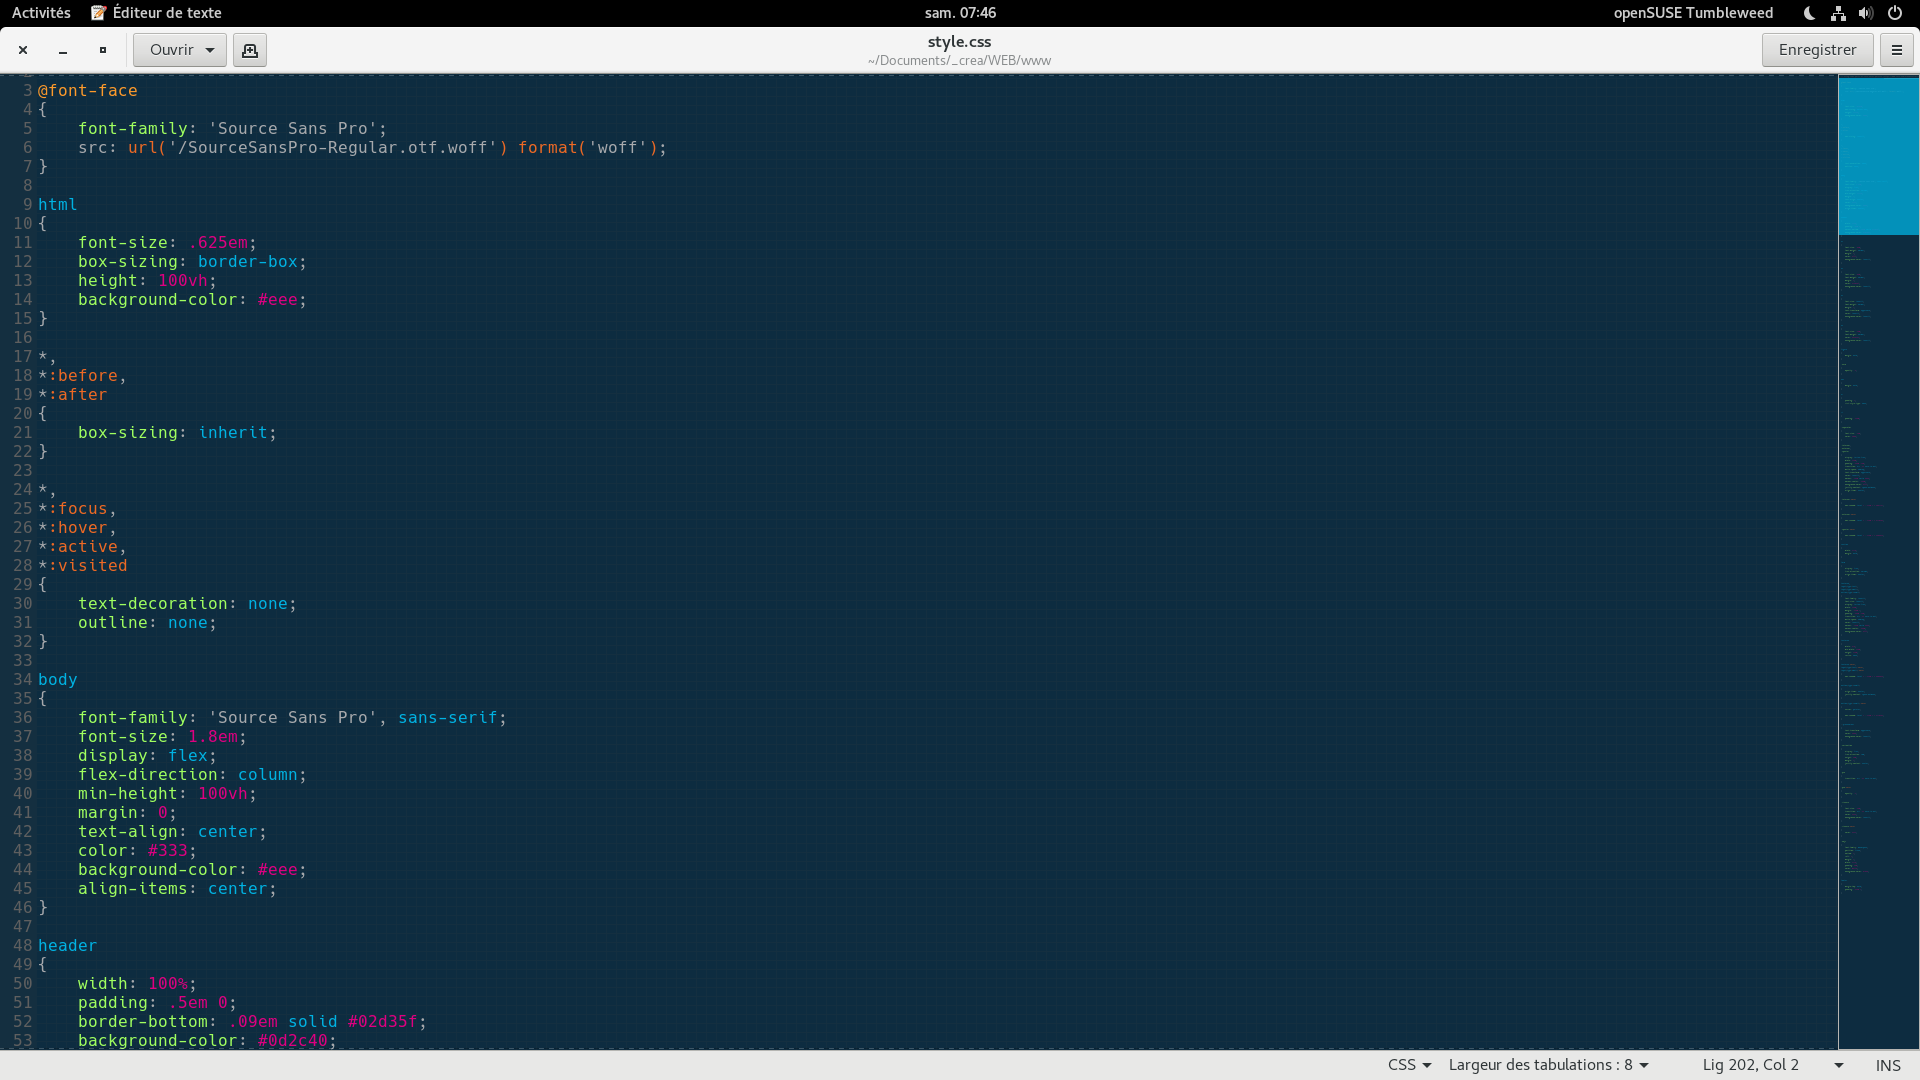 Activités Éditeur de texte sam. 07:46 openSUSE Tumbleweed
Ouvrir style.css Enregistrer
~/Documents/_crea/WEB/www
3 @font-face
4 {
5     font-family: 'Source Sans Pro';
6     src: url('/SourceSansPro-Regular.otf.woff') format('woff');
7 }
8
9 html
10 {
11     font-size: .625em;
12     box-sizing: border-box;
13     height: 100vh;
14     background-color: #eee;
15 }
16
17 *,
18 *:before,
19 *:after
20 {
21     box-sizing: inherit;
22 }
23
24 *,
25 *:focus,
26 *:hover,
27 *:active,
28 *:visited
29 {
30     text-decoration: none;
31     outline: none;
32 }
33
34 body
35 {
36     font-family: 'Source Sans Pro', sans-serif;
37     font-size: 1.8em;
38     display: flex;
39     flex-direction: column;
40     min-height: 100vh;
41     margin: 0;
42     text-align: center;
43     color: #333;
44     background-color: #eee;
45     align-items: center;
46 }
47
48 header
49 {
50     width: 100%;
51     padding: .5em 0;
52     border-bottom: .09em solid #02d35f;
53     background-color: #0d2c40;
CSS Largeur des tabulations : 8 Lig 202, Col 2 INS